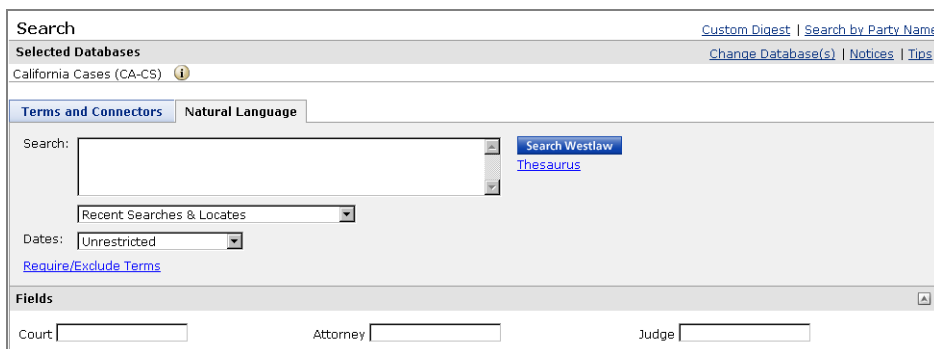 Search
Custom Digest | Search by Party Name
Selected Databases
Change Database(s) | Notices | Tips
California Cases (CA-CS) i
Terms and Connectors Natural Language
Search:
Search Westlaw
Thesaurus
Recent Searches & Locates
Dates: Unrestricted
Require/Exclude Terms
Fields
Court Attorney Judge